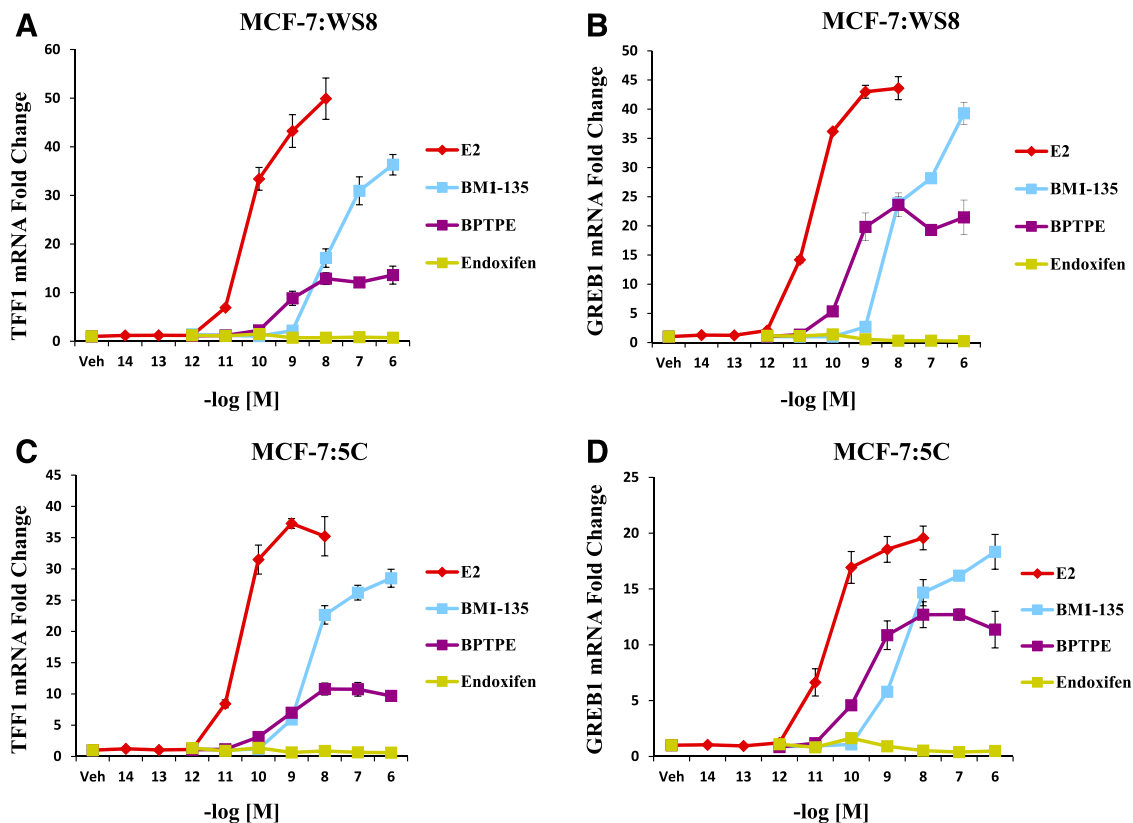 A
MCF-7:WS8
TFF1 mRNA Fold Change
60
50
40
30
20
10
0
Veh 14 13 12 11 10 9 8 7 6
-log [M]
E2
BM1-135
BPTPE
Endoxifen
B
MCF-7:WS8
GREB1 mRNA Fold Change
50
45
40
35
30
25
20
15
10
5
0
Veh 14 13 12 11 10 9 8 7 6
-log [M]
E2
BM1-135
BPTPE
Endoxifen
C
MCF-7:5C
TFF1 mRNA Fold Change
45
40
35
30
25
20
15
10
5
0
Veh 14 13 12 11 10 9 8 7 6
-log [M]
E2
BM1-135
BPTPE
Endoxifen
D
MCF-7:5C
GREB1 mRNA Fold Change
25
20
15
10
5
0
Veh 14 13 12 11 10 9 8 7 6
-log [M]
E2
BM1-135
BPTPE
Endoxifen